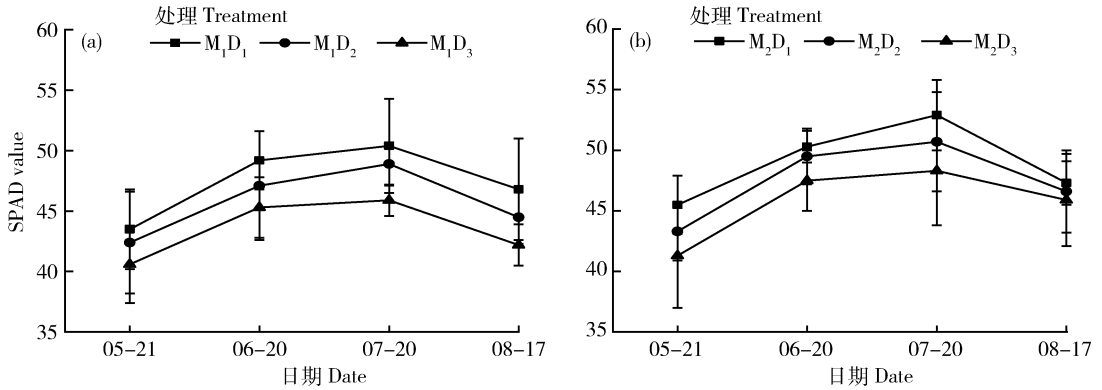 处理 Treatment
(a)
M₁D₁ M₁D₂ M₁D₃
SPAD value
60
55
50
45
40
35
05-21 06-20 07-20 08-17
日期 Date
处理 Treatment
(b)
M₂D₁ M₂D₂ M₂D₃
60
55
50
45
40
35
05-21 06-20 07-20 08-17
日期 Date